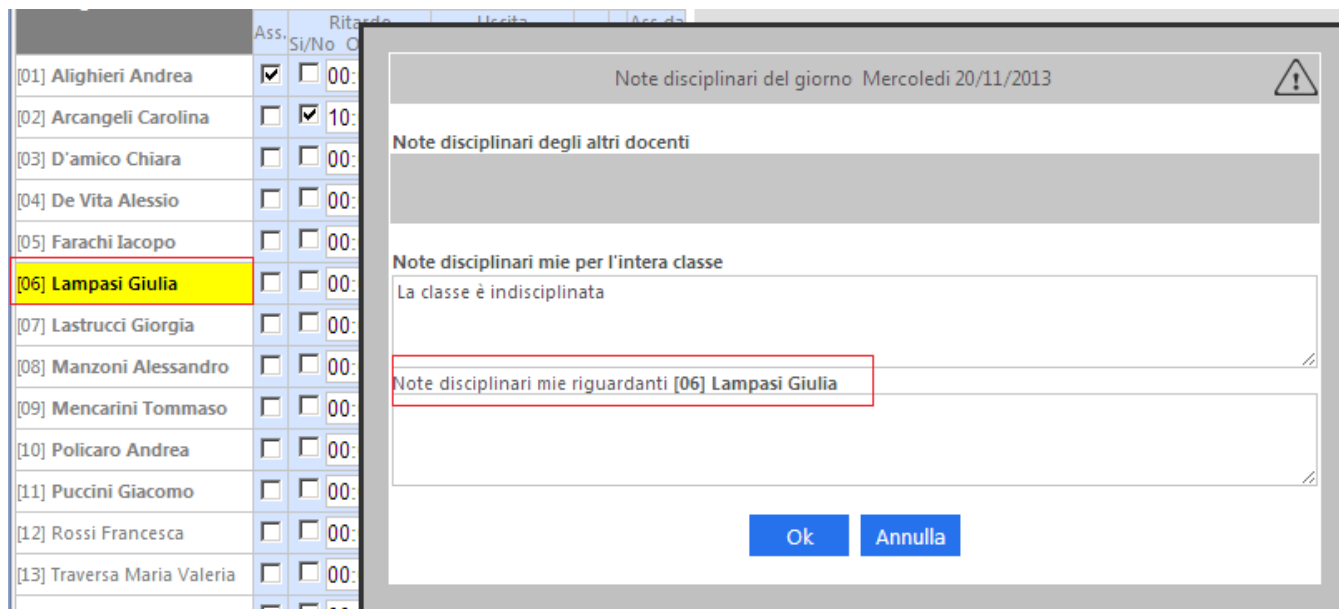 Ass.
Si/No
[01] Alighieri Andrea 00:
[02] Arcangeli Carolina 10:
[03] D'amico Chiara 00:
[04] De Vita Alessio 00:
[05] Farachi Iacopo 00:
[06] Lampasi Giulia 00:
[07] Lastrucci Giorgia 00:
[08] Manzoni Alessandro 00:
[09] Mencarini Tommaso 00:
[10] Policaro Andrea 00:
[11] Puccini Giacomo 00:
[12] Rossi Francesca 00:
[13] Traversa Maria Valeria 00:
Note disciplinari del giorno Mercoledi 20/11/2013
Note disciplinari degli altri docenti
Note disciplinari mie per l'intera classe
La classe è indisciplinata
Note disciplinari mie riguardanti [06] Lampasi Giulia
Ok Annulla